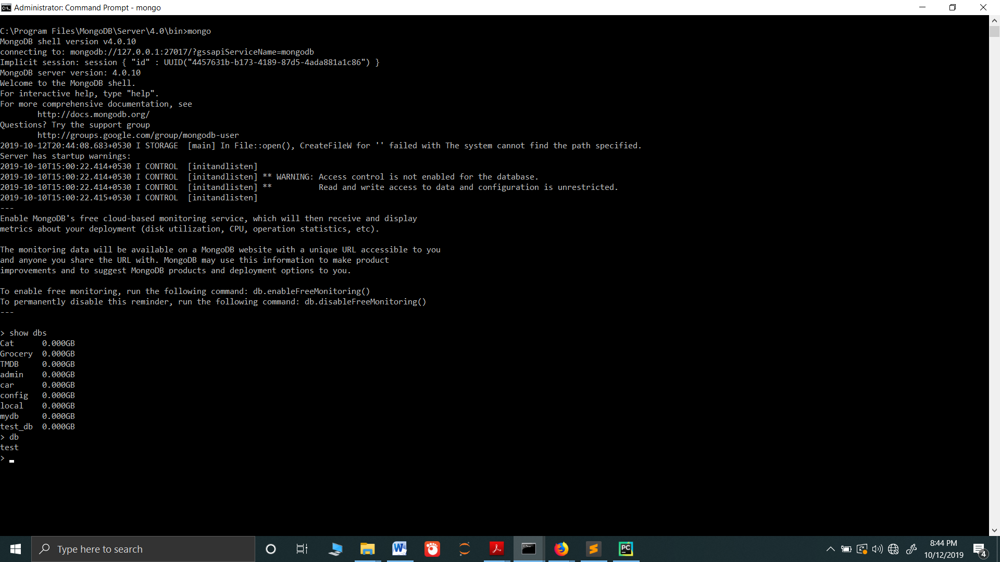 Administrator: Command Prompt - mongo
C:\Program Files\MongoDB\Server\4.0\bin>mongo
MongoDB shell version v4.0.10
connecting to: mongodb://127.0.0.1:27017/?gssapiServiceName=mongodb
Implicit session: session { "id" : UUID("4457631b-b173-4189-87d5-4ada881a1c86") }
MongoDB server version: 4.0.10
Welcome to the MongoDB shell.
For interactive help, type "help".
For more comprehensive documentation, see
        http://docs.mongodb.org/
Questions? Try the support group
        http://groups.google.com/group/mongodb-user
2019-10-12T20:44:08.683+0530 I STORAGE  [main] In File::open(), CreateFileW for '' failed with The system cannot find the path specified.
Server has startup warnings:
2019-10-10T15:00:22.414+0530 I CONTROL  [initandlisten]
2019-10-10T15:00:22.414+0530 I CONTROL  [initandlisten] ** WARNING: Access control is not enabled for the database.
2019-10-10T15:00:22.414+0530 I CONTROL  [initandlisten] **          Read and write access to data and configuration is unrestricted.
2019-10-10T15:00:22.415+0530 I CONTROL  [initandlisten]
---
Enable MongoDB's free cloud-based monitoring service, which will then receive and display
metrics about your deployment (disk utilization, CPU, operation statistics, etc).
The monitoring data will be available on a MongoDB website with a unique URL accessible to you
and anyone you share the URL with. MongoDB may use this information to make product
improvements and to suggest MongoDB products and deployment options to you.
To enable free monitoring, run the following command: db.enableFreeMonitoring()
To permanently disable this reminder, run the following command: db.disableFreeMonitoring()
---
> show dbs
Cat      0.000GB
Grocery  0.000GB
TMDB     0.000GB
admin    0.000GB
car      0.000GB
config   0.000GB
local    0.000GB
mydb     0.000GB
test_db  0.000GB
> db
test
>
Type here to search
PC
8:44 PM
10/12/2019
4